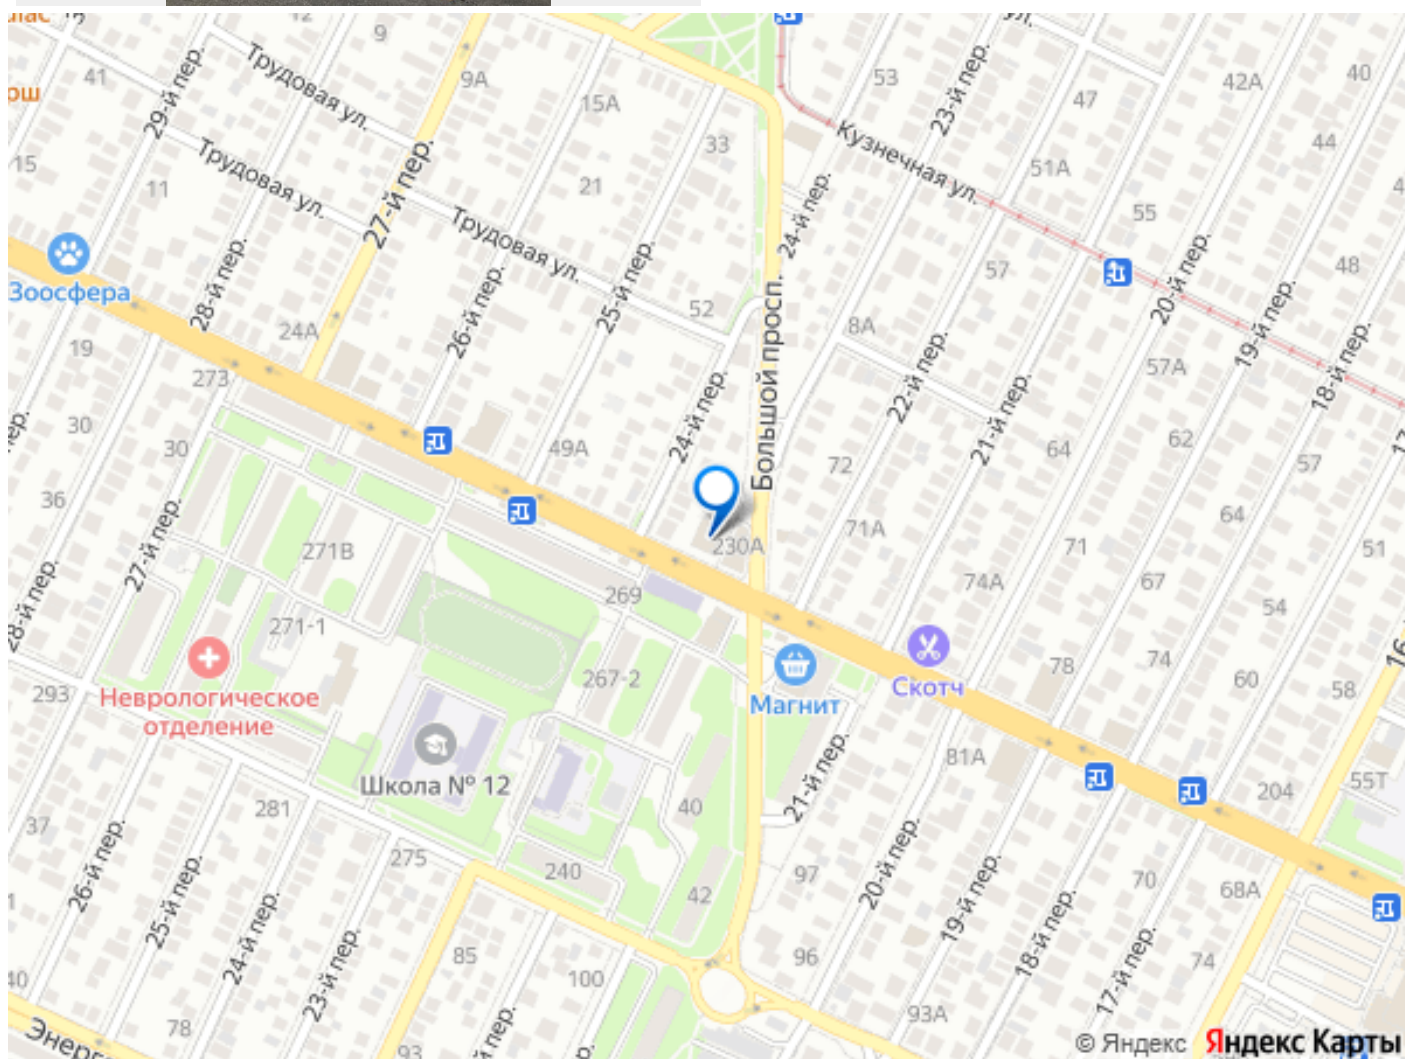 12
9
ул.
41
29-й пер.
Трудовая ул.
9А
15А
53
23-й пер.
47
42А
40
рш
33
Кузнечная ул.
44
15
Трудовая ул.
11
27-й пер.
21
51А
24-й пер.
55
Трудовая ул.
Зоосфера
28-й пер.
26-й пер.
25-й пер.
52
Большой просп.
8А
57
20-й пер.
48
19-й пер.
24А
19
273
22-й пер.
57А
18-й пер.
24-й пер.
21-й пер.
30
30
49А
72
64
62
57
36
27-й пер.
271В
230А
71А
71
64
51
28-й пер.
269
74А
67
54
271-1
267-2
78
74
60
58
16
293
Неврологическое
отделение
Магнит
Скотч
Школа № 12
21-й пер.
81А
204
55Т
281
40
37
275
240
42
97
20-й пер.
70
68А
26-й пер.
25-й пер.
24-й пер.
23-й пер.
85
100
96
19-й пер.
18-й пер.
17-й пер.
74
40
78
93
93А
© Яндекс Яндекс Карты